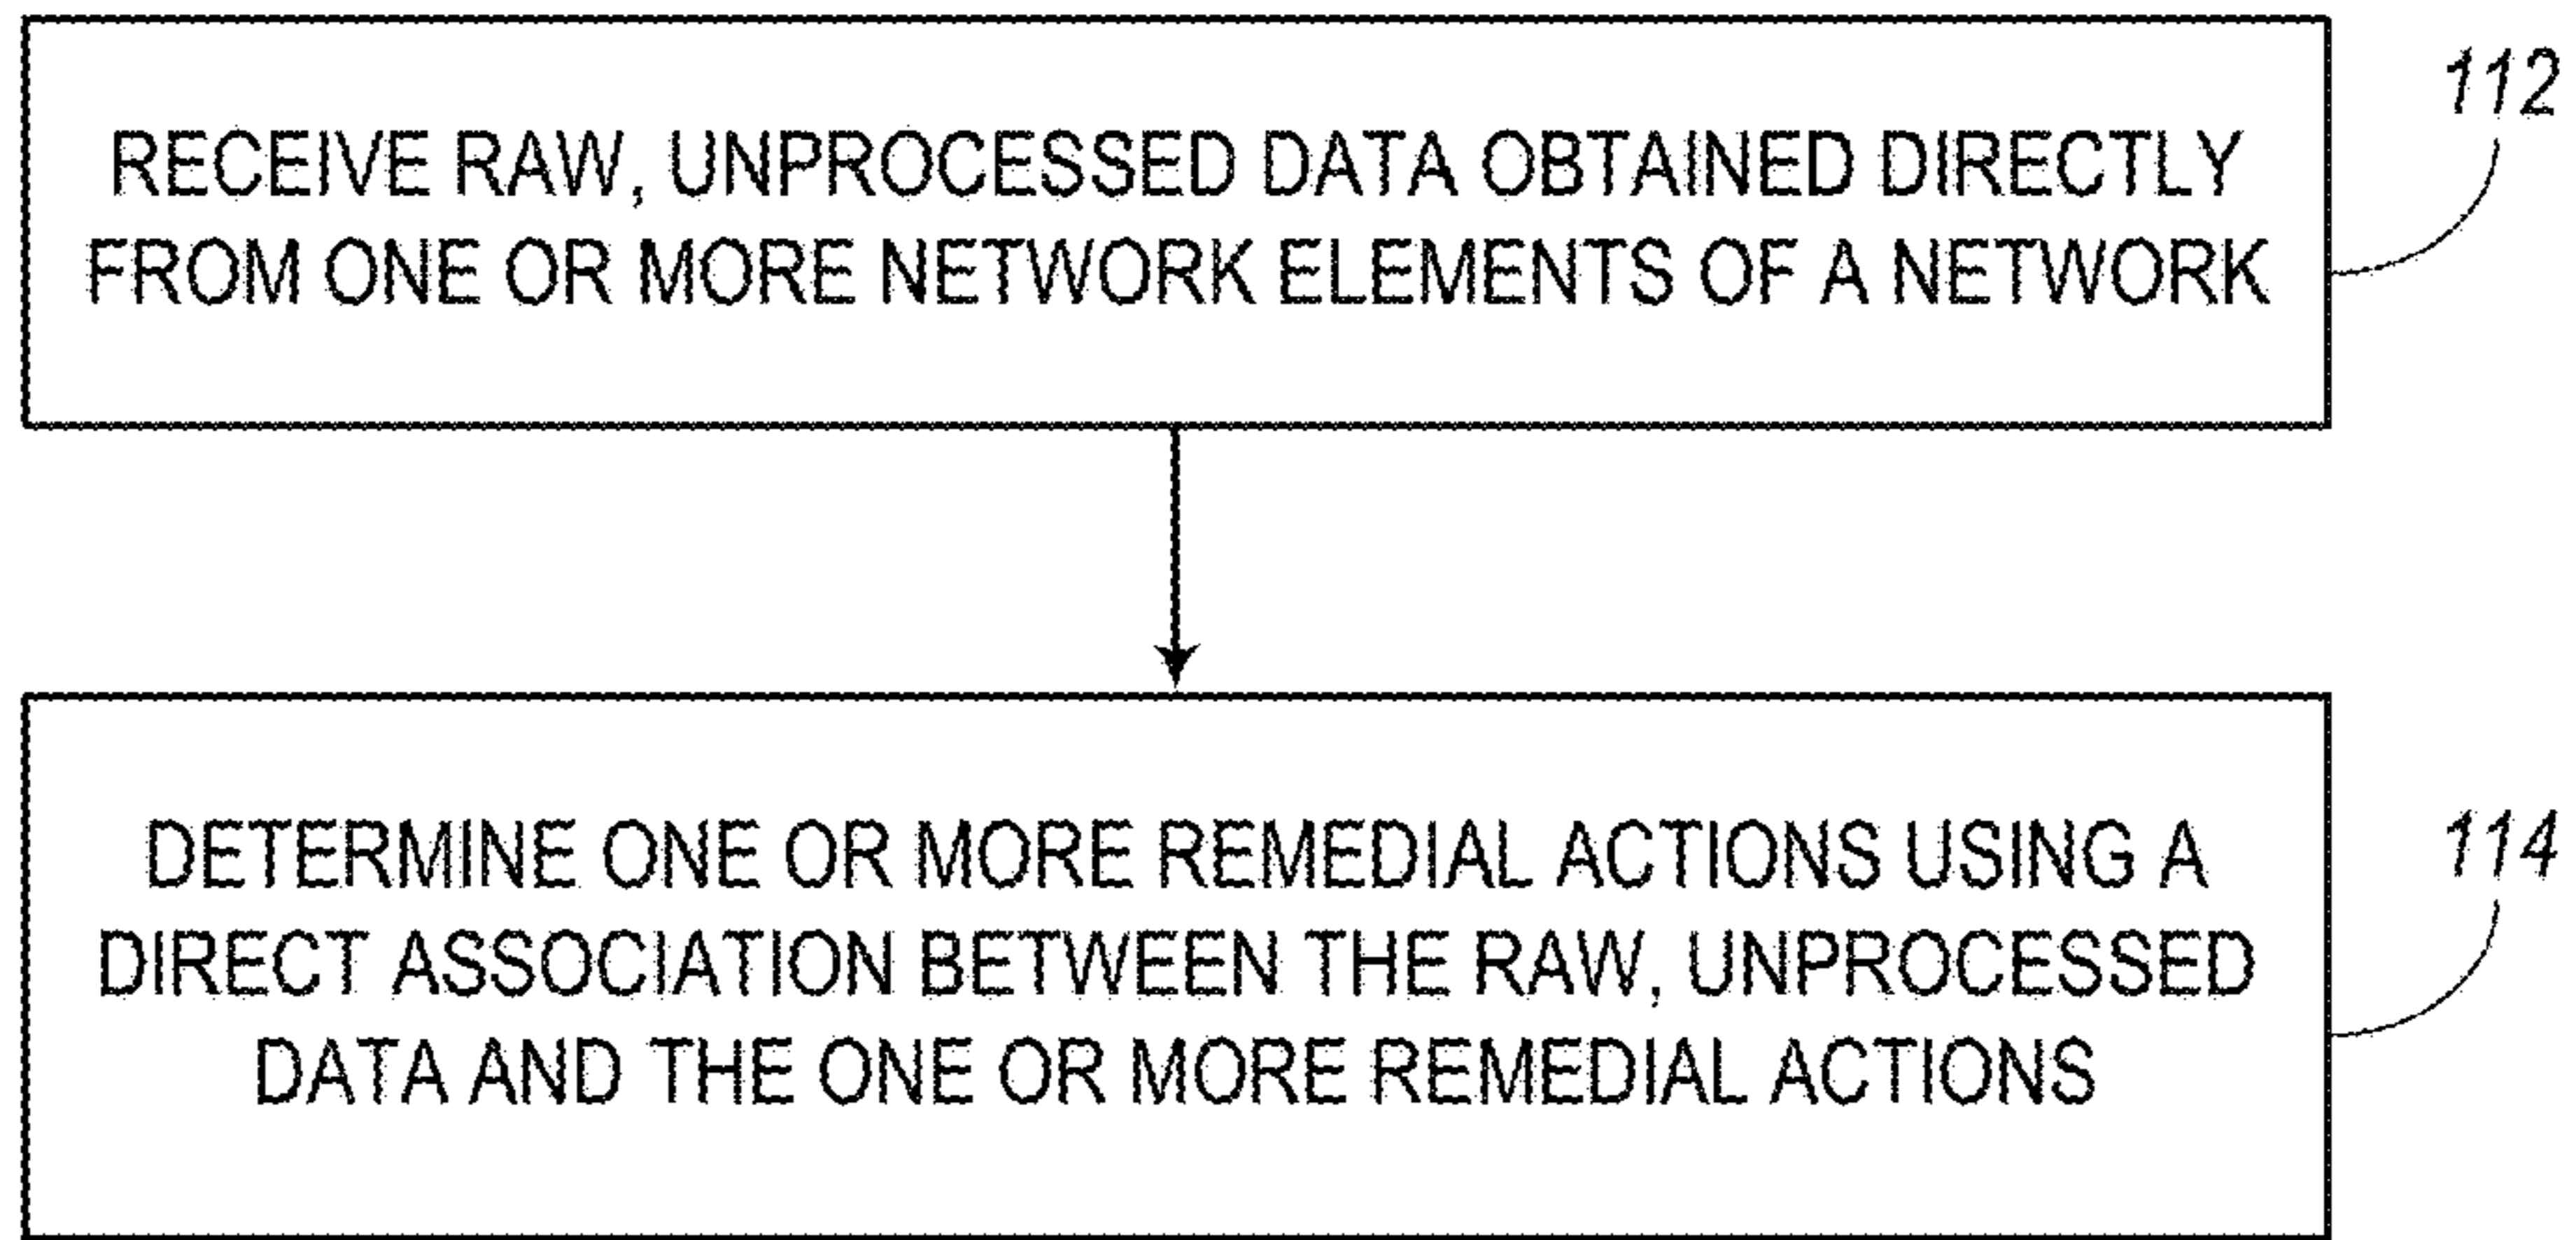 RECEIVE RAW, UNPROCESSED DATA OBTAINED DIRECTLY
FROM ONE OR MORE NETWORK ELEMENTS OF A NETWORK
112
DETERMINE ONE OR MORE REMEDIAL ACTIONS USING A
DIRECT ASSOCIATION BETWEEN THE RAW, UNPROCESSED
DATA AND THE ONE OR MORE REMEDIAL ACTIONS
114